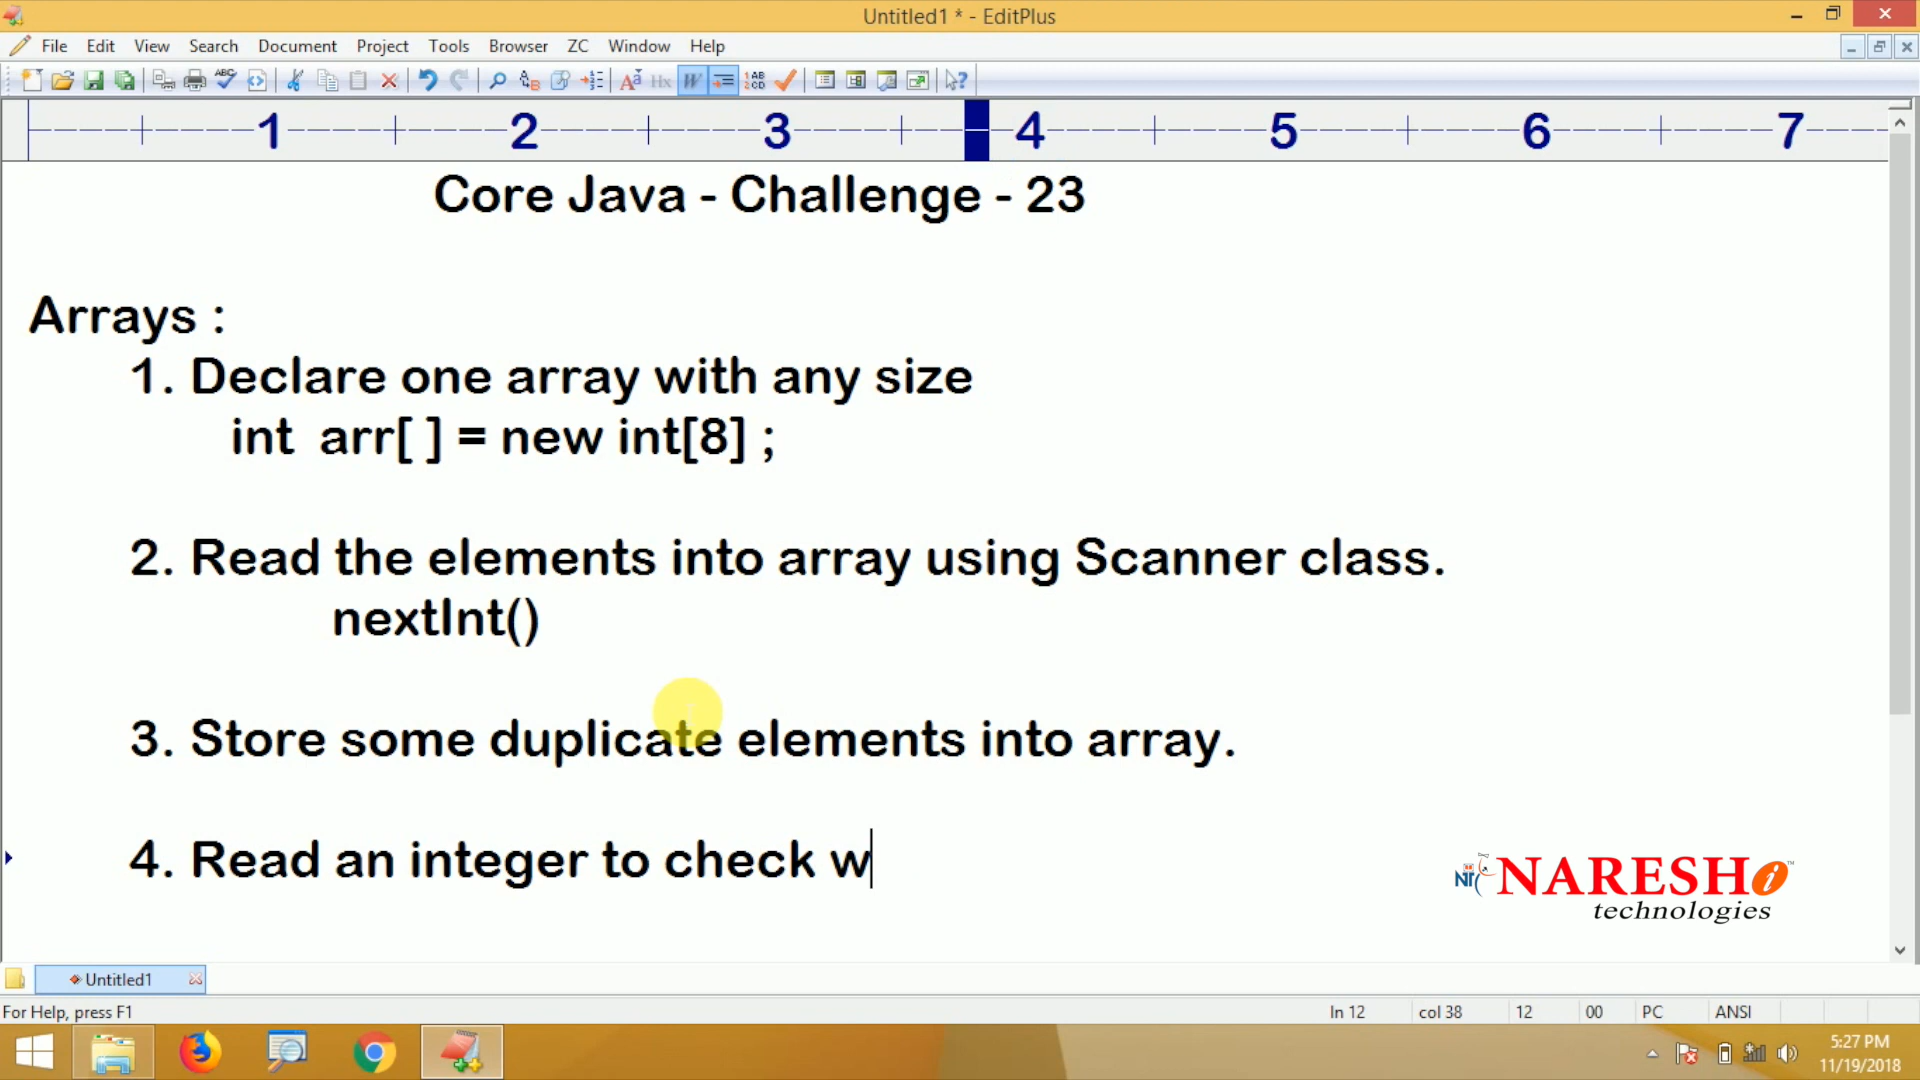 Untitled1 * - EditPlus
File Edit View Search Document Project Tools Browser ZC Window Help
1 2 3 4 5 6 7
Core Java - Challenge - 23
Arrays :
1. Declare one array with any size
int arr[ ] = new int[8] ;
2. Read the elements into array using Scanner class.
nextInt()
3. Store some duplicate elements into array.
4. Read an integer to check w
NARESH i
technologies
Untitled1
For Help, press F1 ln 12 col 38 12 00 PC ANSI
5:27 PM
11/19/2018